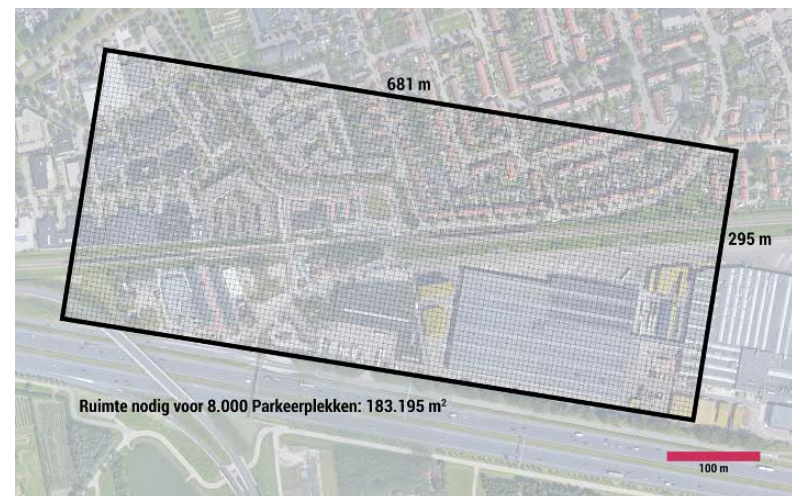 681 m
295 m
Ruimte nodig voor 8.000 Parkeerplekken: 183.195 m²
100 m